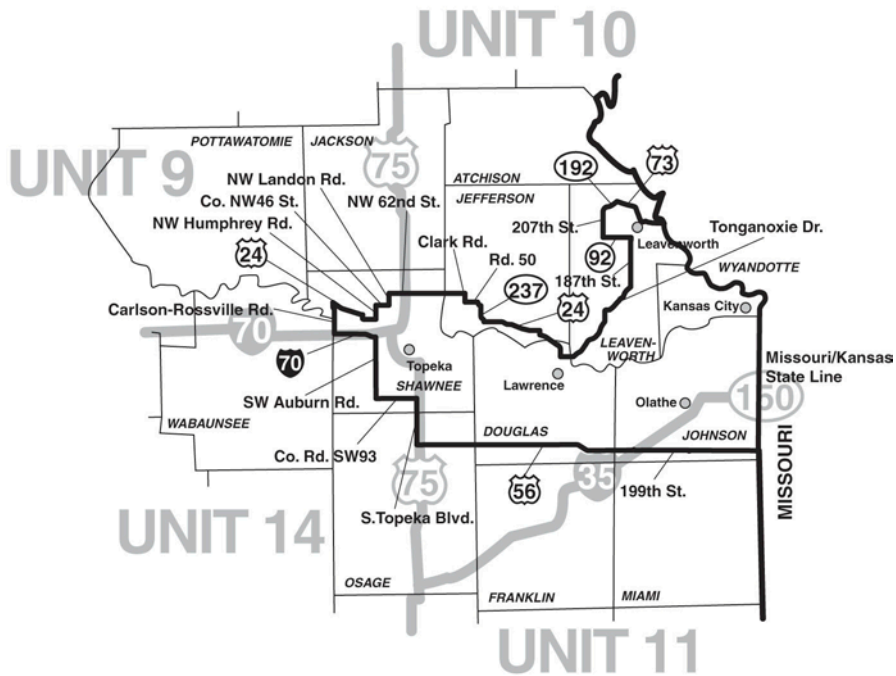 UNIT 10
POTTAWATOMIE
JACKSON
75
UNIT 9
NW Landon Rd.
ATCHISON
192
73
Co. NW46 St.
NW 62nd St.
JEFFERSON
NW Humphrey Rd.
207th St.
Tonganoxie Dr.
24
Clark Rd.
Leavenworth
Rd. 50
92
WYANDOTTE
187th St.
237
Carlson-Rossville Rd.
24
Kansas City
70
LEAVEN-
WORTH
70
Topeka
Missouri/Kansas
State Line
SHAWNEE
Lawrence
SW Auburn Rd.
Olathe
150
WABAUNSEE
DOUGLAS
JOHNSON
Co. Rd. SW93
75
56
35
199th St.
MISSOURI
S.Topeka Blvd.
UNIT 14
OSAGE
FRANKLIN
MIAMI
UNIT 11